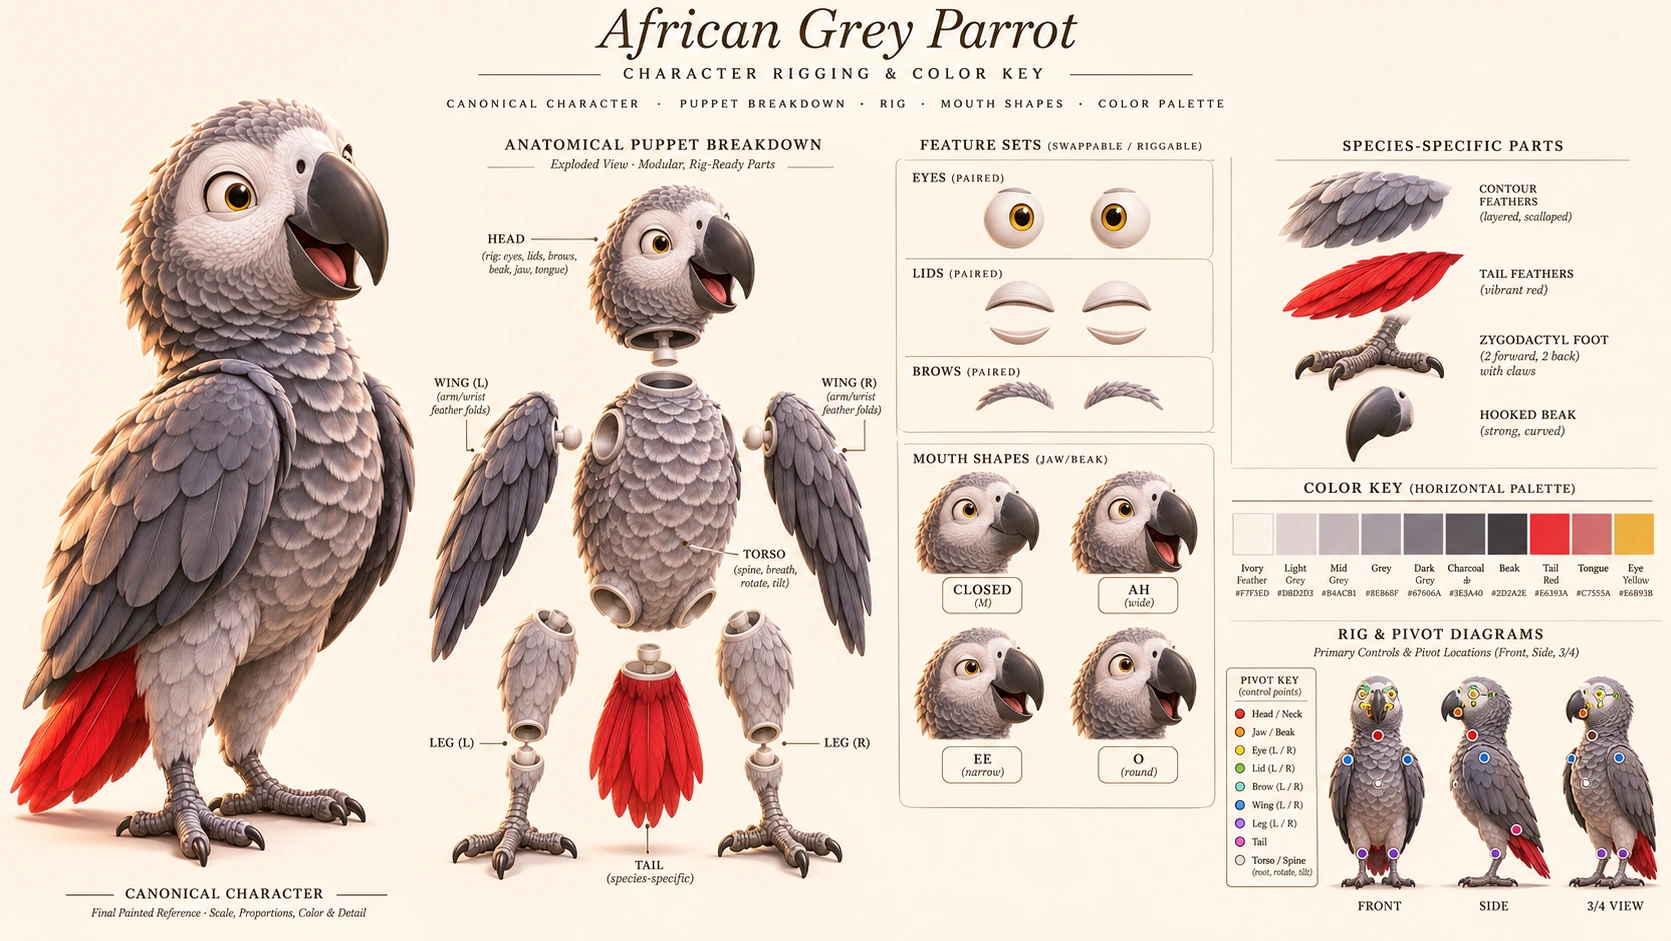 African Grey Parrot
CHARACTER RIGGING & COLOR KEY
CANONICAL CHARACTER · PUPPET BREAKDOWN · RIG · MOUTH SHAPES · COLOR PALETTE
ANATOMICAL PUPPET BREAKDOWN
Exploded View · Modular, Rig-Ready Parts
HEAD
(rig: eyes, lids, brows,
beak, jaw, tongue)
WING (L)
(arm/wrist
feather folds)
WING (R)
(arm/wrist
feather folds)
TORSO
(spine, breath,
rotate, tilt)
LEG (L)
LEG (R)
TAIL
(species-specific)
CANONICAL CHARACTER
Final Painted Reference · Scale, Proportions, Color & Detail
FEATURE SETS (SWAPPABLE / RIGGABLE)
EYES (PAIRED)
LIDS (PAIRED)
BROWS (PAIRED)
MOUTH SHAPES (JAW/BEAK)
CLOSED
(M)
AH
(wide)
EE
(narrow)
O
(round)
SPECIES-SPECIFIC PARTS
CONTOUR
FEATHERS
(layered, scalloped)
TAIL FEATHERS
(vibrant red)
ZYGODACTYL FOOT
(2 forward, 2 back)
with claws
HOOKED BEAK
(strong, curved)
COLOR KEY (HORIZONTAL PALETTE)
Ivory Light Mid Grey Dark Charcoal Beak Tail Tongue Eye
Feather Grey Grey Grey & Red Yellow
#F7F3ED #D8D2D3 #B4ACB1 #8E868F #67606A #3E3A40 #2D2A2E #E6393A #C7555A #E6B93B
RIG & PIVOT DIAGRAMS
Primary Controls & Pivot Locations (Front, Side, 3/4)
PIVOT KEY
(control points)
Head / Neck
Jaw / Beak
Eye (L / R)
Lid (L / R)
Brow (L / R)
Wing (L / R)
Leg (L / R)
Tail
Torso / Spine
(root, rotate, tilt)
FRONT
SIDE
3/4 VIEW